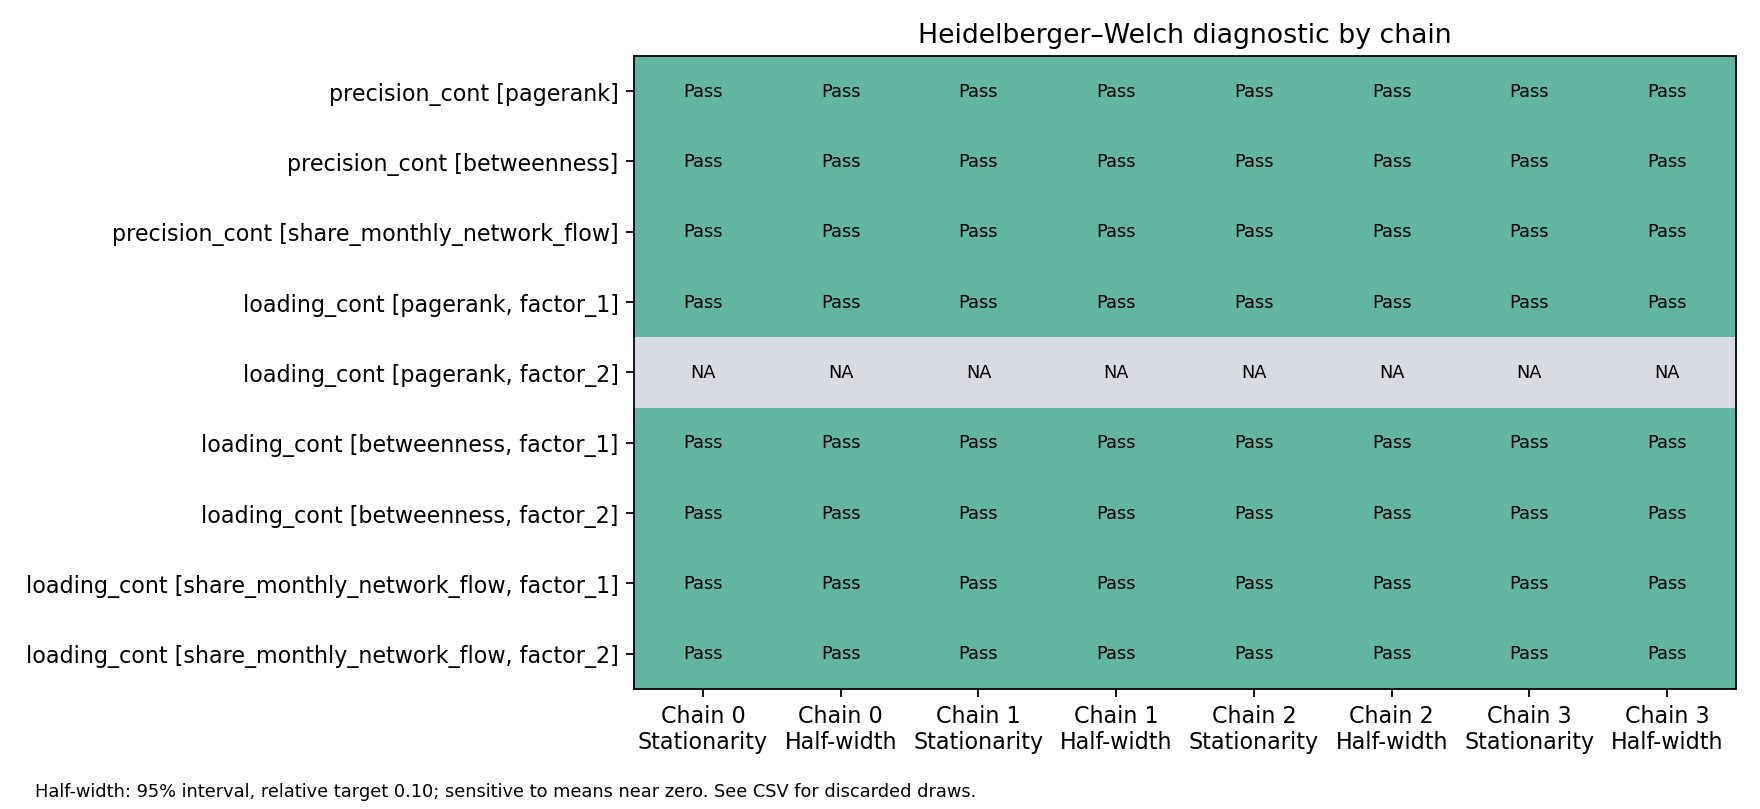 Heidelberger–Welch diagnostic by chain
precision_cont [pagerank] Pass Pass Pass Pass Pass Pass Pass Pass
precision_cont [betweenness] Pass Pass Pass Pass Pass Pass Pass Pass
precision_cont [share_monthly_network_flow] Pass Pass Pass Pass Pass Pass Pass Pass
loading_cont [pagerank, factor_1] Pass Pass Pass Pass Pass Pass Pass Pass
loading_cont [pagerank, factor_2] NA NA NA NA NA NA NA NA
loading_cont [betweenness, factor_1] Pass Pass Pass Pass Pass Pass Pass Pass
loading_cont [betweenness, factor_2] Pass Pass Pass Pass Pass Pass Pass Pass
loading_cont [share_monthly_network_flow, factor_1] Pass Pass Pass Pass Pass Pass Pass Pass
loading_cont [share_monthly_network_flow, factor_2] Pass Pass Pass Pass Pass Pass Pass Pass
Chain 0 Chain 0 Chain 1 Chain 1 Chain 2 Chain 2 Chain 3 Chain 3
Stationarity Half-width Stationarity Half-width Stationarity Half-width Stationarity Half-width
Half-width: 95% interval, relative target 0.10; sensitive to means near zero. See CSV for discarded draws.